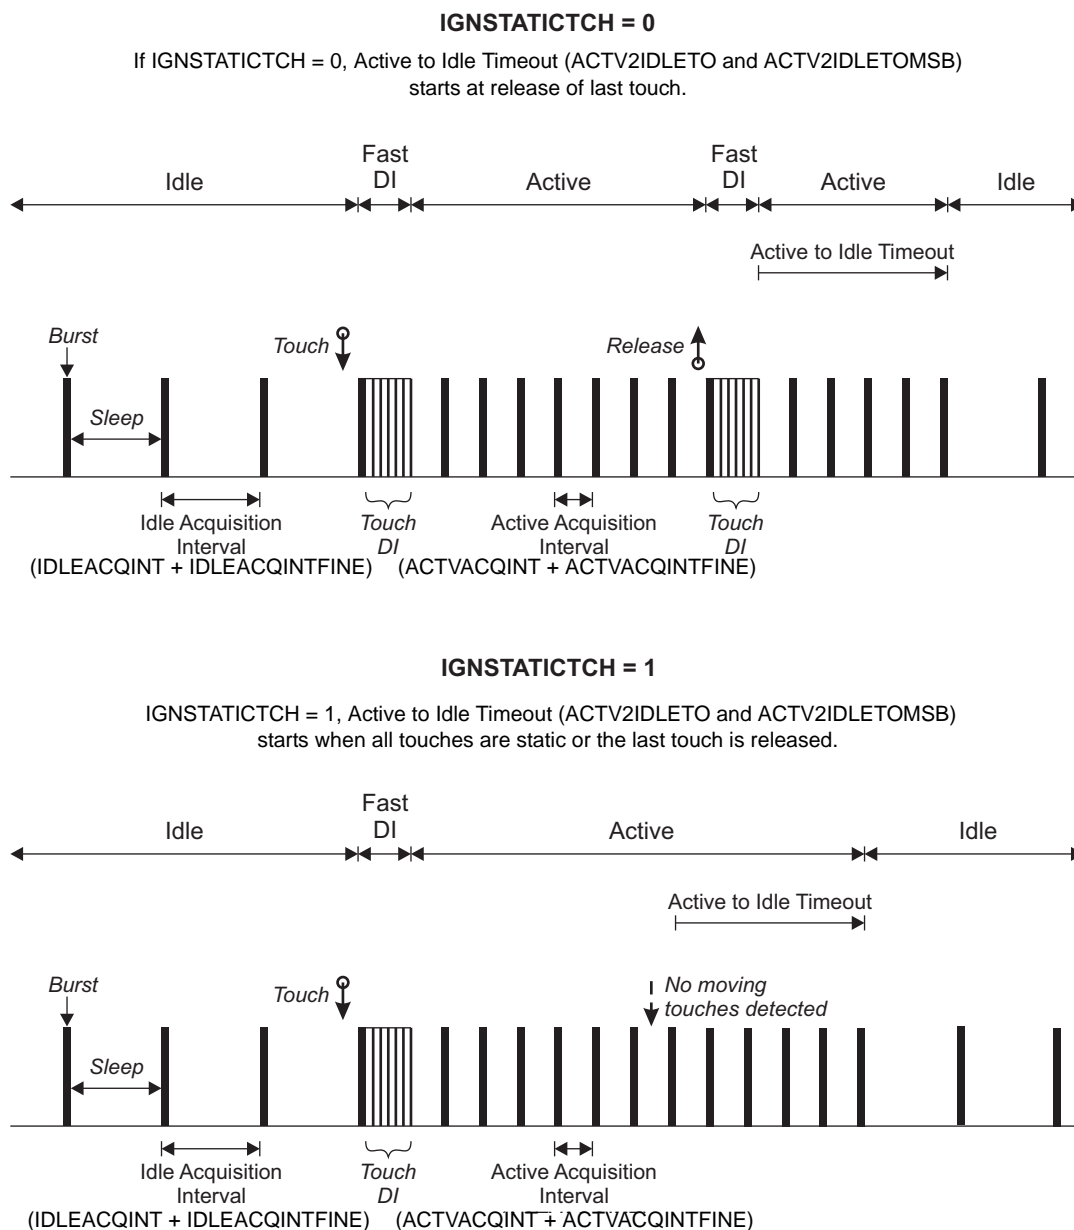 IGNSTATICTCH = 0
If IGNSTATICTCH = 0, Active to Idle Timeout (ACTV2IDLETO and ACTV2IDLETOMSB)
starts at release of last touch.
Idle
Fast
DI
Active
Fast
DI
Active
Idle
Active to Idle Timeout
Burst
Touch
Release
Sleep
Idle Acquisition
Interval
(IDLEACQINT + IDLEACQINTFINE)
Touch
DI
Active Acquisition
Interval
(ACTVACQINT + ACTVACQINTFINE)
Touch
DI
IGNSTATICTCH = 1
IGNSTATICTCH = 1, Active to Idle Timeout (ACTV2IDLETO and ACTV2IDLETOMSB)
starts when all touches are static or the last touch is released.
Idle
Fast
DI
Active
Idle
Active to Idle Timeout
Burst
Touch
No moving
touches detected
Sleep
Idle Acquisition
Interval
(IDLEACQINT + IDLEACQINTFINE)
Touch
DI
Active Acquisition
Interval
(ACTVACQINT + ACTVACQINTFINE)